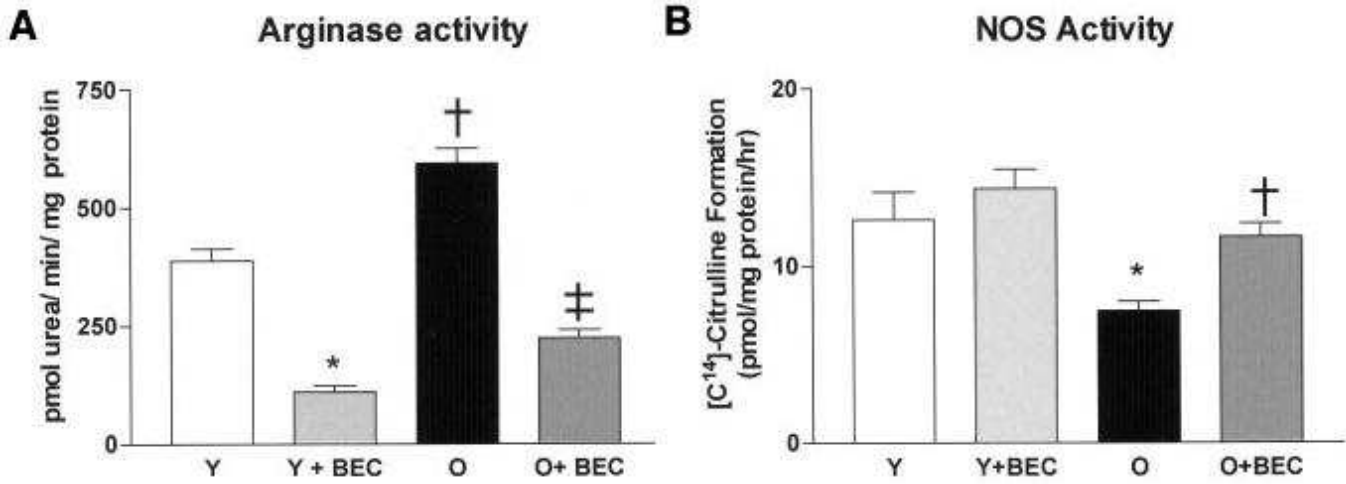 A
Arginase activity
pmol urea/ min/ mg protein
750
500
250
0
†
*
‡
Y
Y + BEC
O
O+ BEC
B
NOS Activity
[C¹⁴]-Citrulline Formation
(pmol/mg protein/hr)
20
10
0
*
†
Y
Y+BEC
O
O+BEC